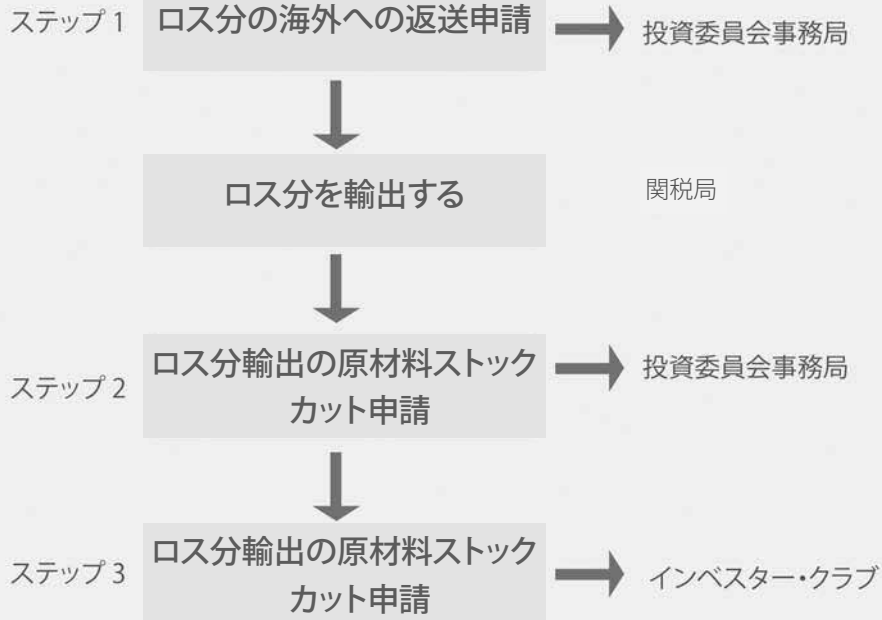 ステップ 1
ロス分の海外への返送申請
投資委員会事務局
ロス分を輸出する
関税局
ステップ 2
ロス分輸出の原材料ストック
カット申請
投資委員会事務局
ステップ 3
ロス分輸出の原材料ストック
カット申請
インベスター・クラブ